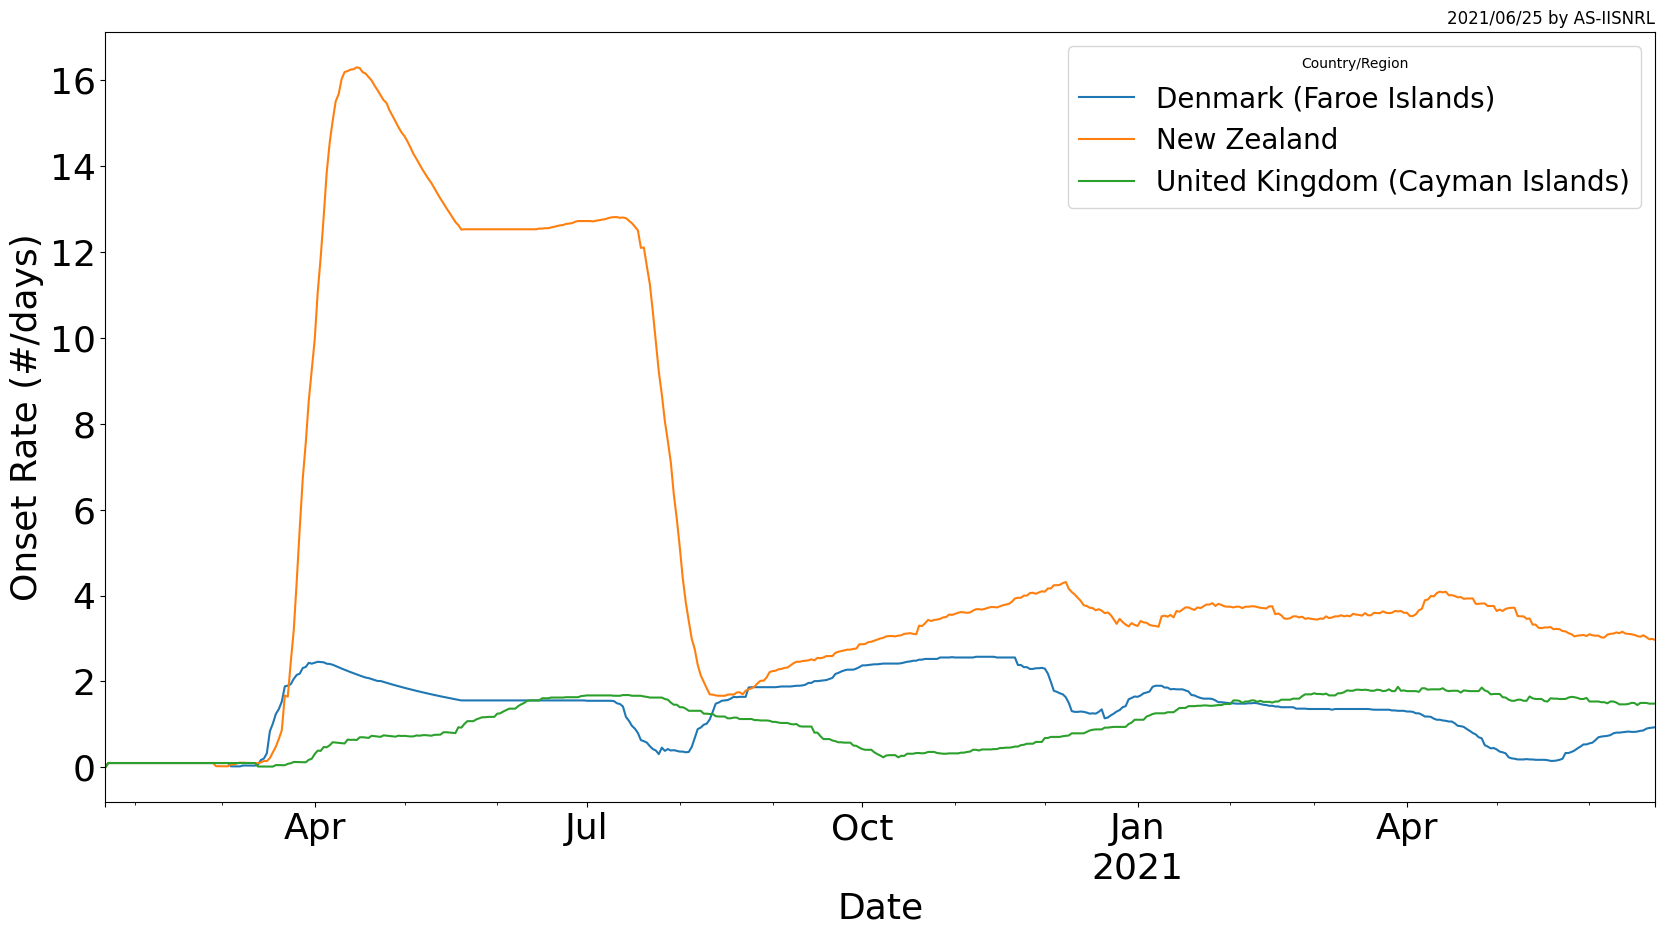 2021/06/25 by AS-IISNRL
Country/Region
Denmark (Faroe Islands)
New Zealand
United Kingdom (Cayman Islands)
16
14
12
10
8
6
4
2
0
Onset Rate (#/days)
Apr
Jul
Oct
Jan
2021
Apr
Date